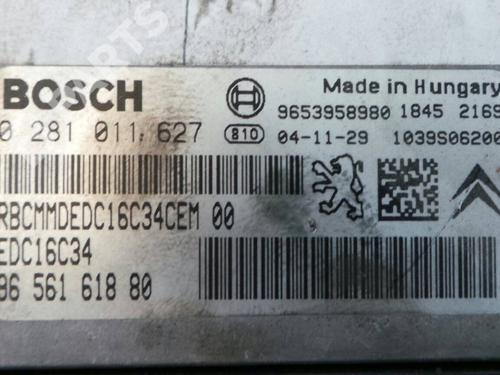 BOSCH
Made in Hungary
9653958980 1845 2169
0 281 011 627
810
04-11-29 1039S06200
RBCMMDEDC16C34CEM 00
EDC16C34
96 561 618 80